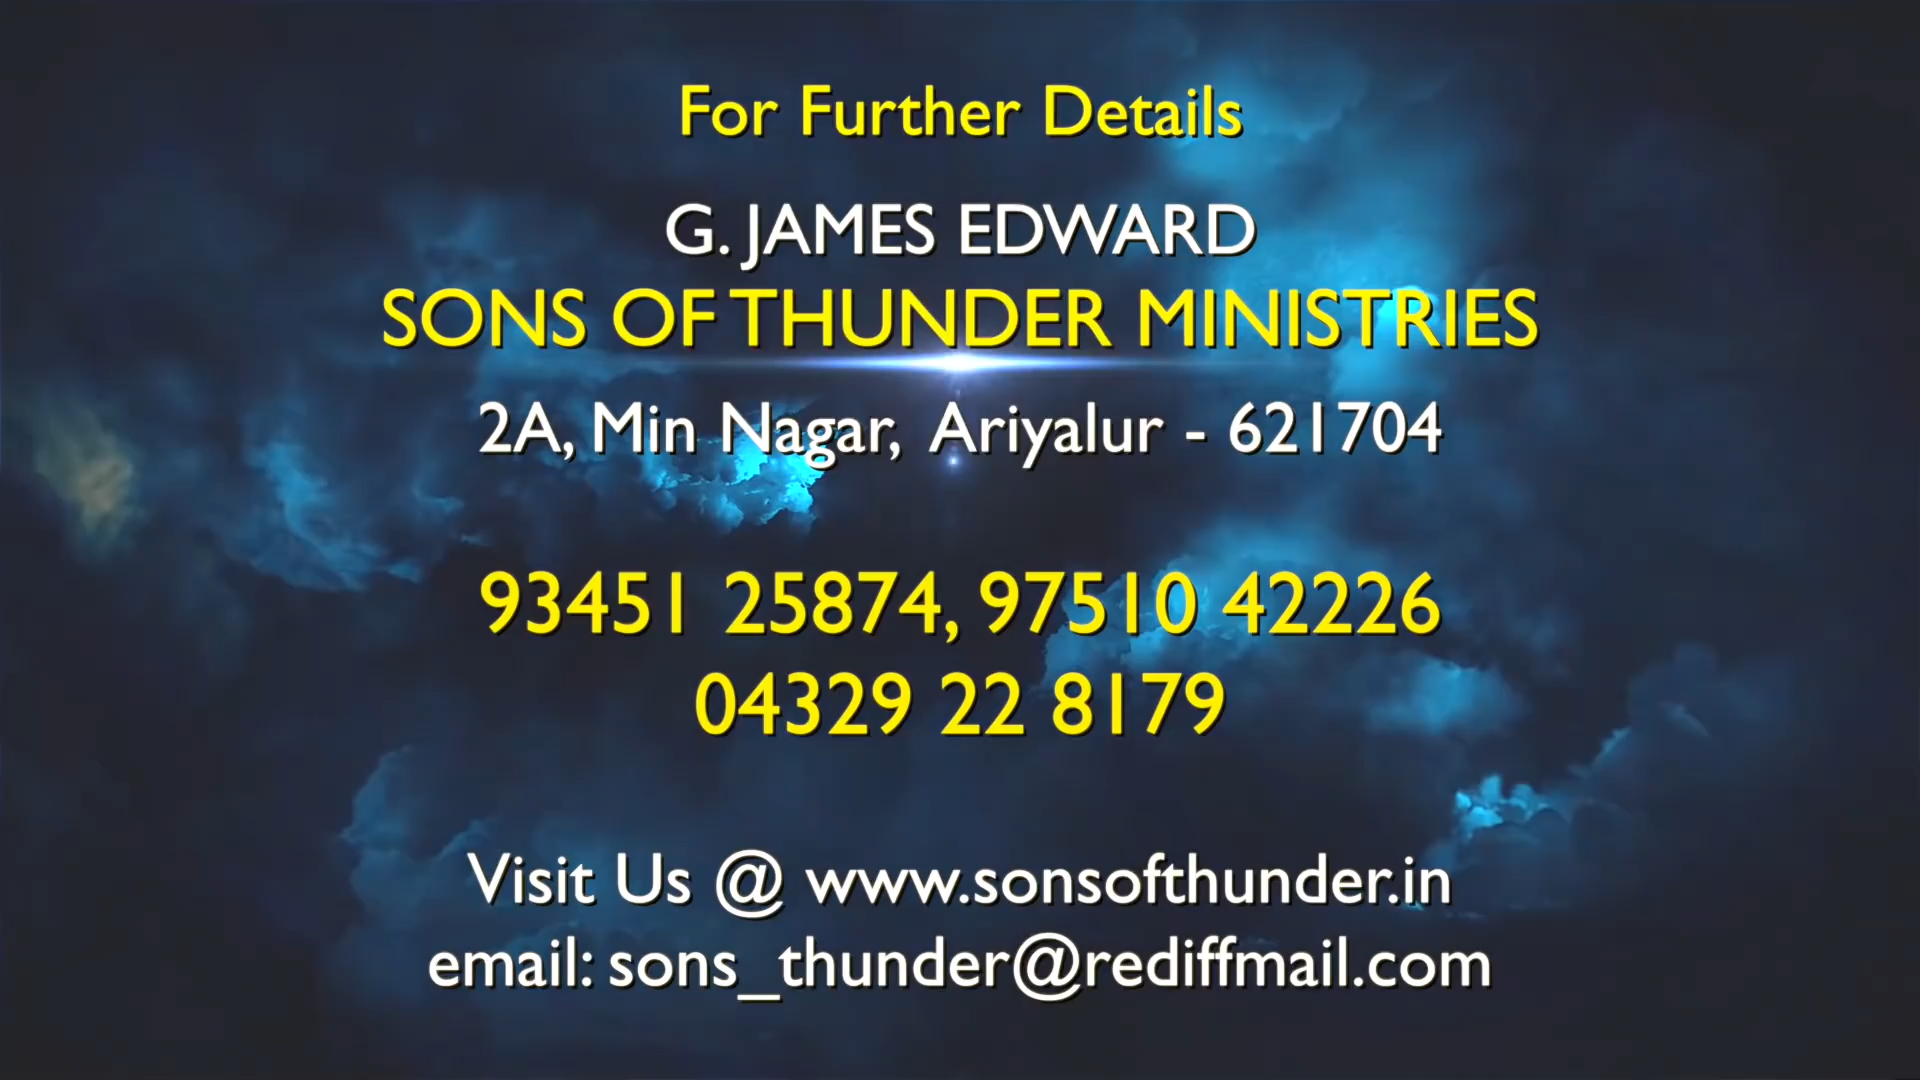 For Further Details
G. JAMES EDWARD
SONS OF THUNDER MINISTRIES
2A, Min Nagar, Ariyalur - 621704
93451 25874, 97510 42226
04329 22 8179
Visit Us @ www.sonsofthunder.in
email: sons_thunder@rediffmail.com